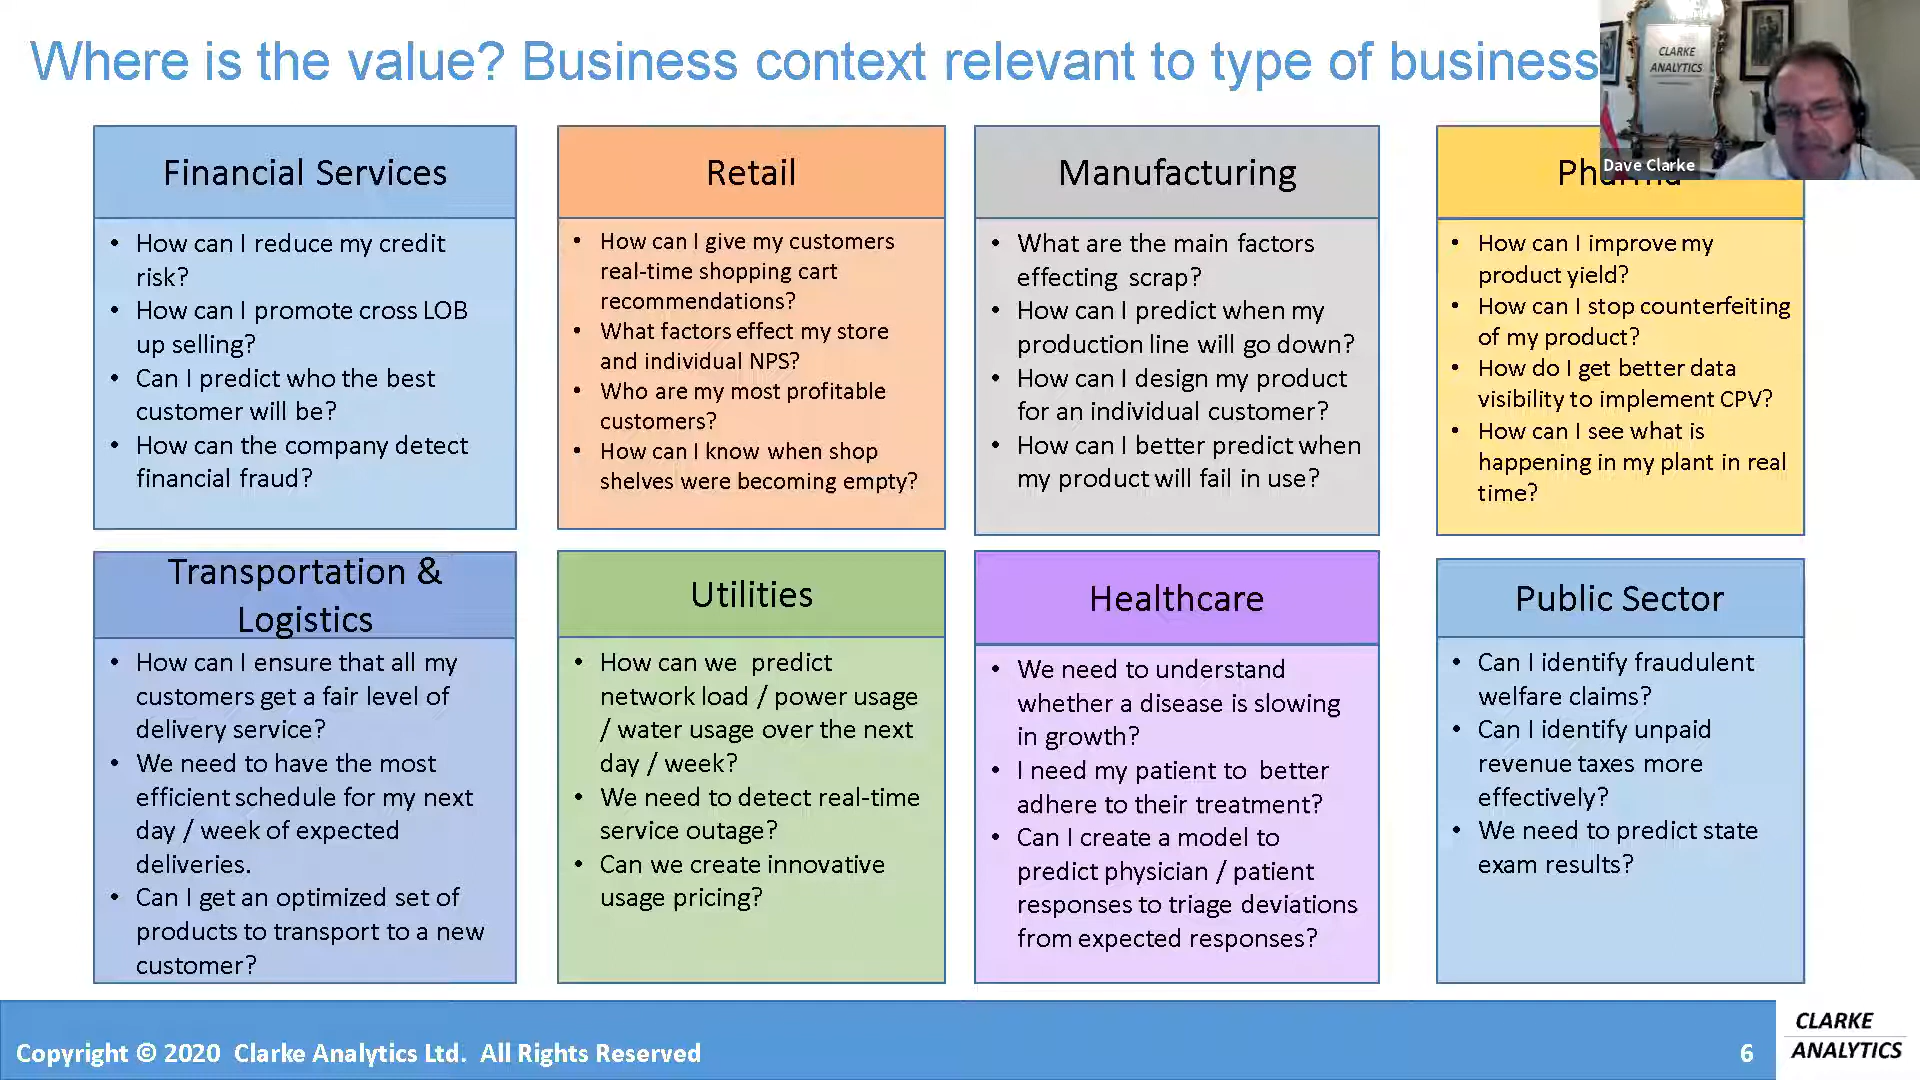 Where is the value? Business context relevant to type of business
CLARKE
ANALYTICS
Dave Clarke
Financial Services
• How can I reduce my credit
risk?
• How can I promote cross LOB
up selling?
• Can I predict who the best
customer will be?
• How can the company detect
financial fraud?
Retail
• How can I give my customers
real-time shopping cart
recommendations?
• What factors effect my store
and individual NPS?
• Who are my most profitable
customers?
• How can I know when shop
shelves were becoming empty?
Manufacturing
• What are the main factors
effecting scrap?
• How can I predict when my
production line will go down?
• How can I design my product
for an individual customer?
• How can I better predict when
my product will fail in use?
Pharma
• How can I improve my
product yield?
• How can I stop counterfeiting
of my product?
• How do I get better data
visibility to implement CPV?
• How can I see what is
happening in my plant in real
time?
Transportation &
Logistics
• How can I ensure that all my
customers get a fair level of
delivery service?
• We need to have the most
efficient schedule for my next
day / week of expected
deliveries.
• Can I get an optimized set of
products to transport to a new
customer?
Utilities
• How can we predict
network load / power usage
/ water usage over the next
day / week?
• We need to detect real-time
service outage?
• Can we create innovative
usage pricing?
Healthcare
• We need to understand
whether a disease is slowing
in growth?
• I need my patient to better
adhere to their treatment?
• Can I create a model to
predict physician / patient
responses to triage deviations
from expected responses?
Public Sector
• Can I identify fraudulent
welfare claims?
• Can I identify unpaid
revenue taxes more
effectively?
• We need to predict state
exam results?
Copyright © 2020 Clarke Analytics Ltd. All Rights Reserved
6
CLARKE
ANALYTICS